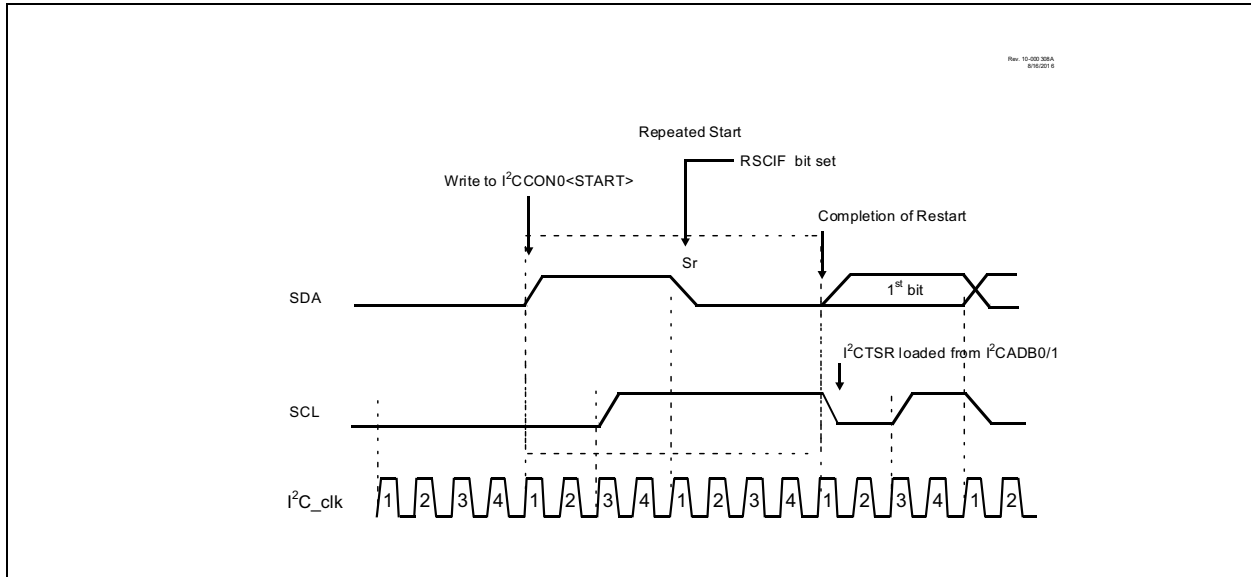 Rev. 10-000 308A
8/16/2016
Repeated Start
RSCIF bit set
Write to I²CCON0<START>
Completion of Restart
Sr
SDA
1st bit
I²CTSR loaded from I²CADB0/1
SCL
I²C_clk 1 2 3 4 1 2 3 4 1 2 3 4 1 2 3 4 1 2